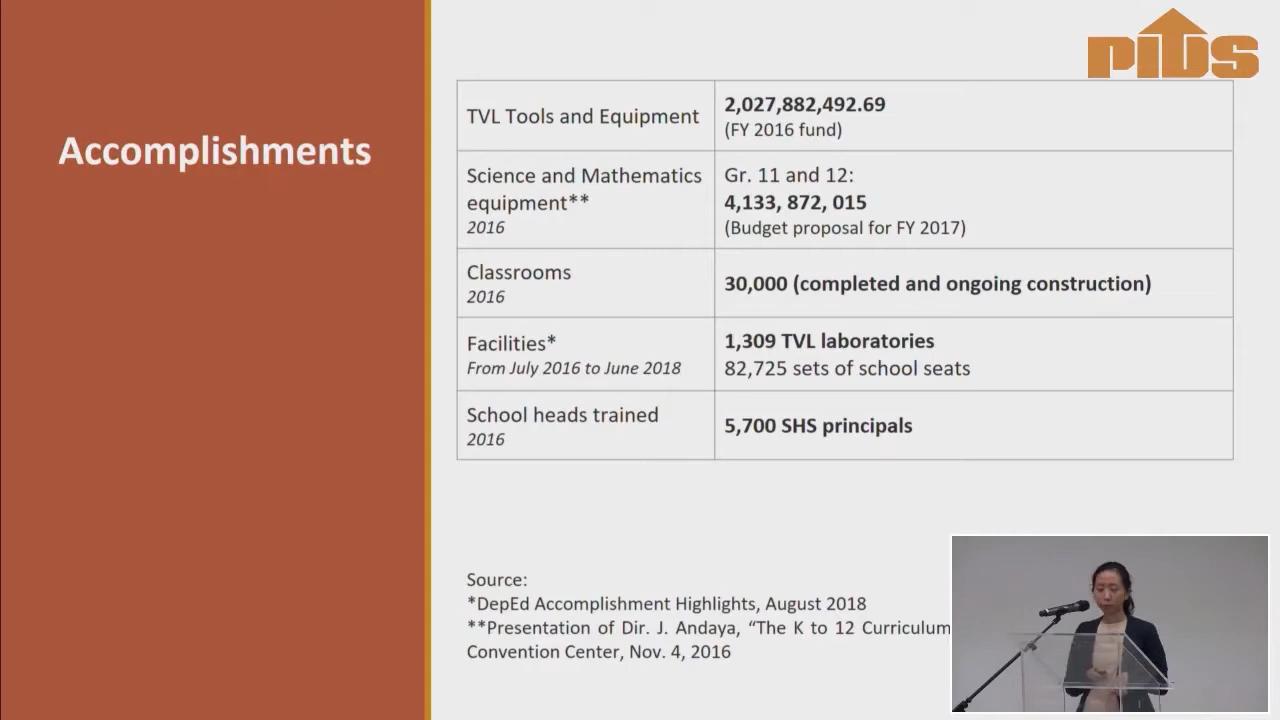 PIDS
Accomplishments
TVL Tools and Equipment
2,027,882,492.69
(FY 2016 fund)
Science and Mathematics
equipment**
2016
Gr. 11 and 12:
4,133, 872, 015
(Budget proposal for FY 2017)
Classrooms
2016
30,000 (completed and ongoing construction)
Facilities*
From July 2016 to June 2018
1,309 TVL laboratories
82,725 sets of school seats
School heads trained
2016
5,700 SHS principals
Source:
*DepEd Accomplishment Highlights, August 2018
**Presentation of Dir. J. Andaya, “The K to 12 Curriculum
Convention Center, Nov. 4, 2016